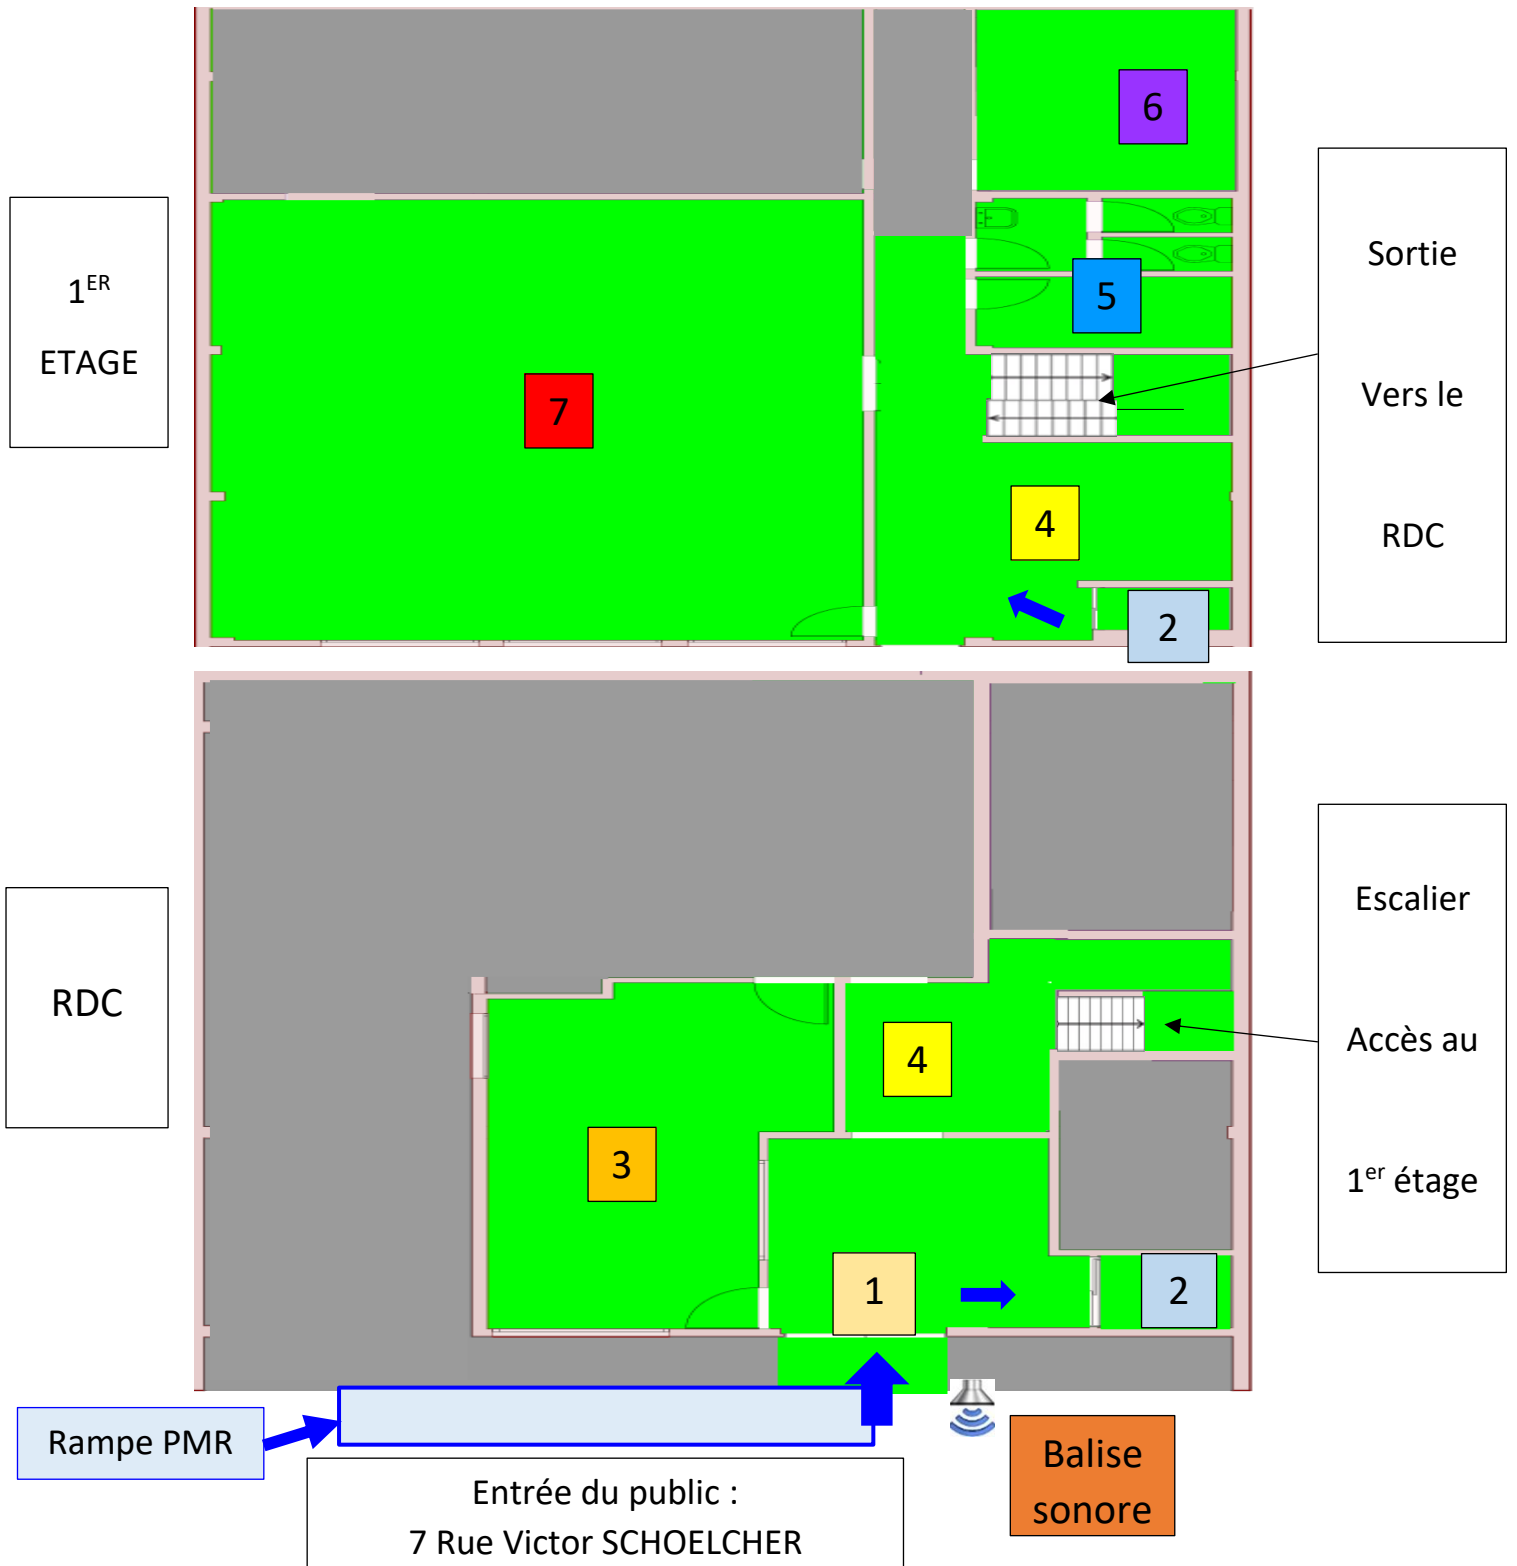 6
1ER
ETAGE
Sortie
Vers le
RDC
5
7
4
2
RDC
Escalier
Accès au
1er étage
4
3
1
2
Rampe PMR
Balise
sonore
Entrée du public :
7 Rue Victor SCHOELCHER